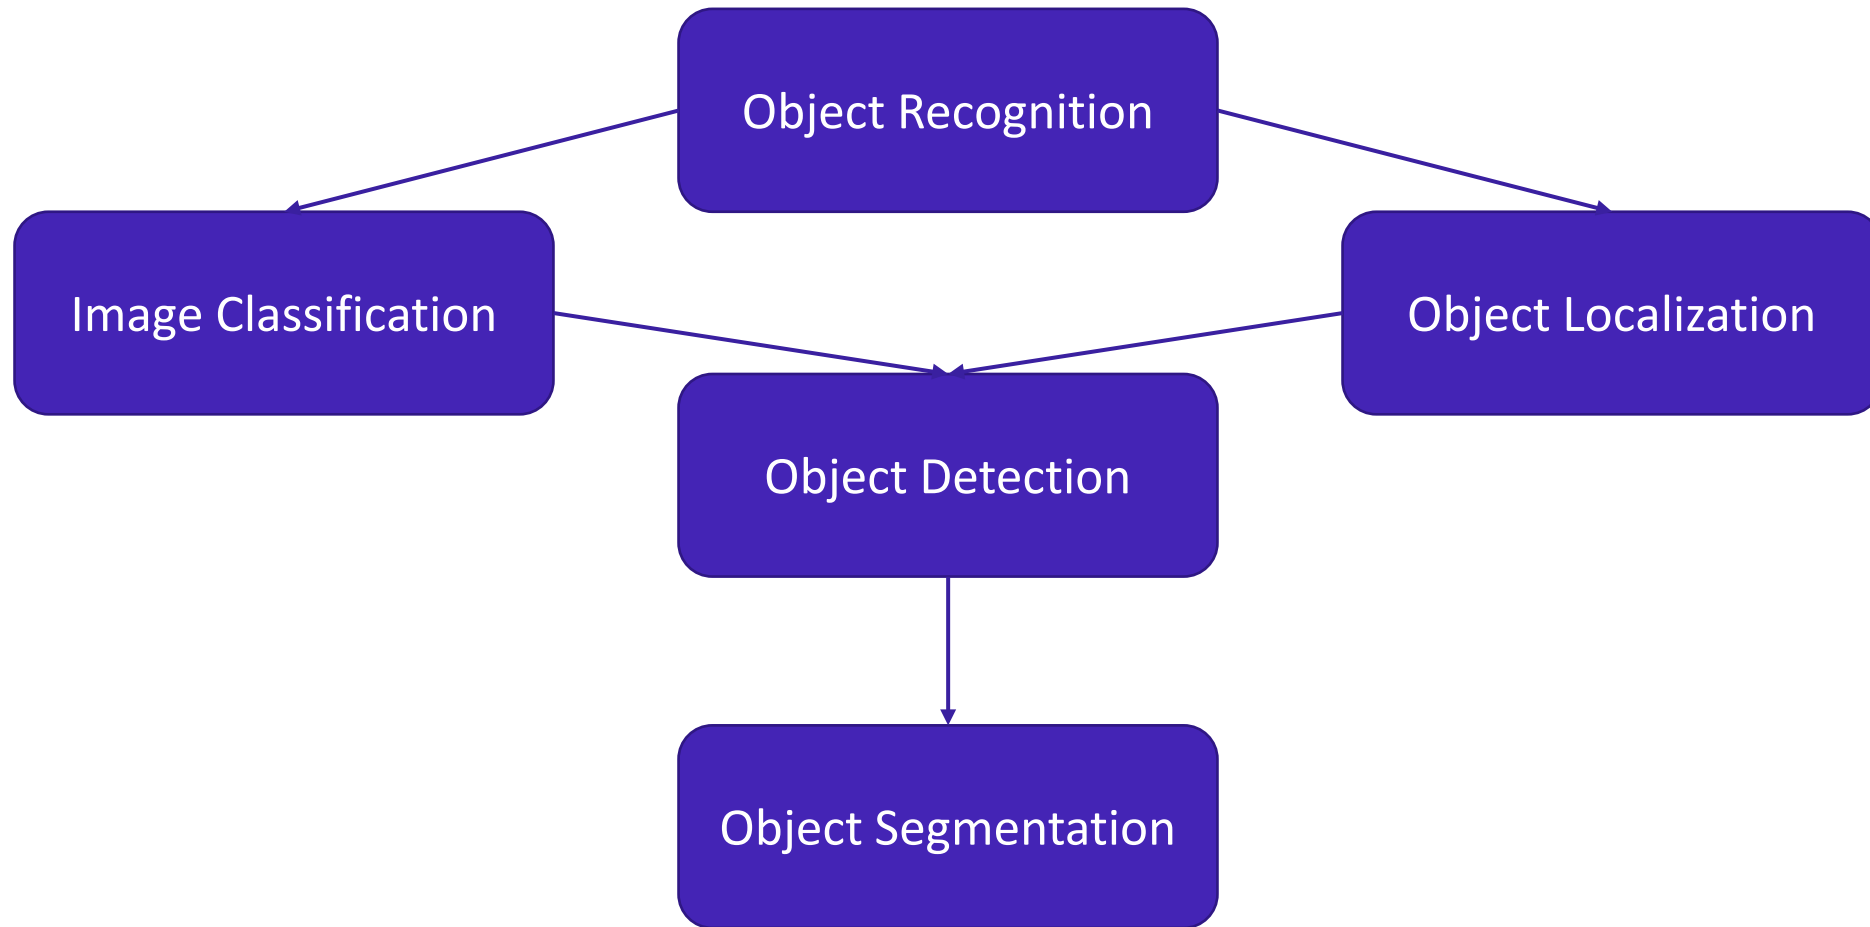 Object Recognition
Image Classification
Object Localization
Object Detection
Object Segmentation